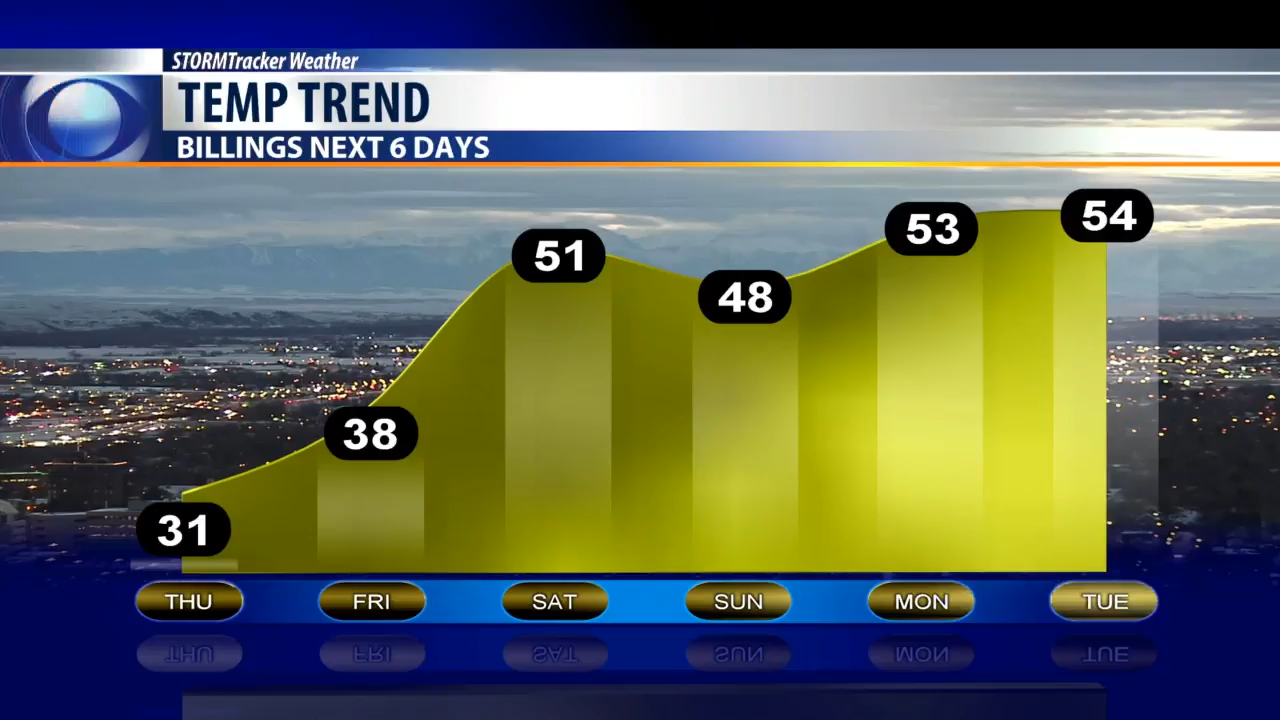 STORMTracker Weather
TEMP TREND
BILLINGS NEXT 6 DAYS
31
38
51
48
53
54
THU
FRI
SAT
SUN
MON
TUE